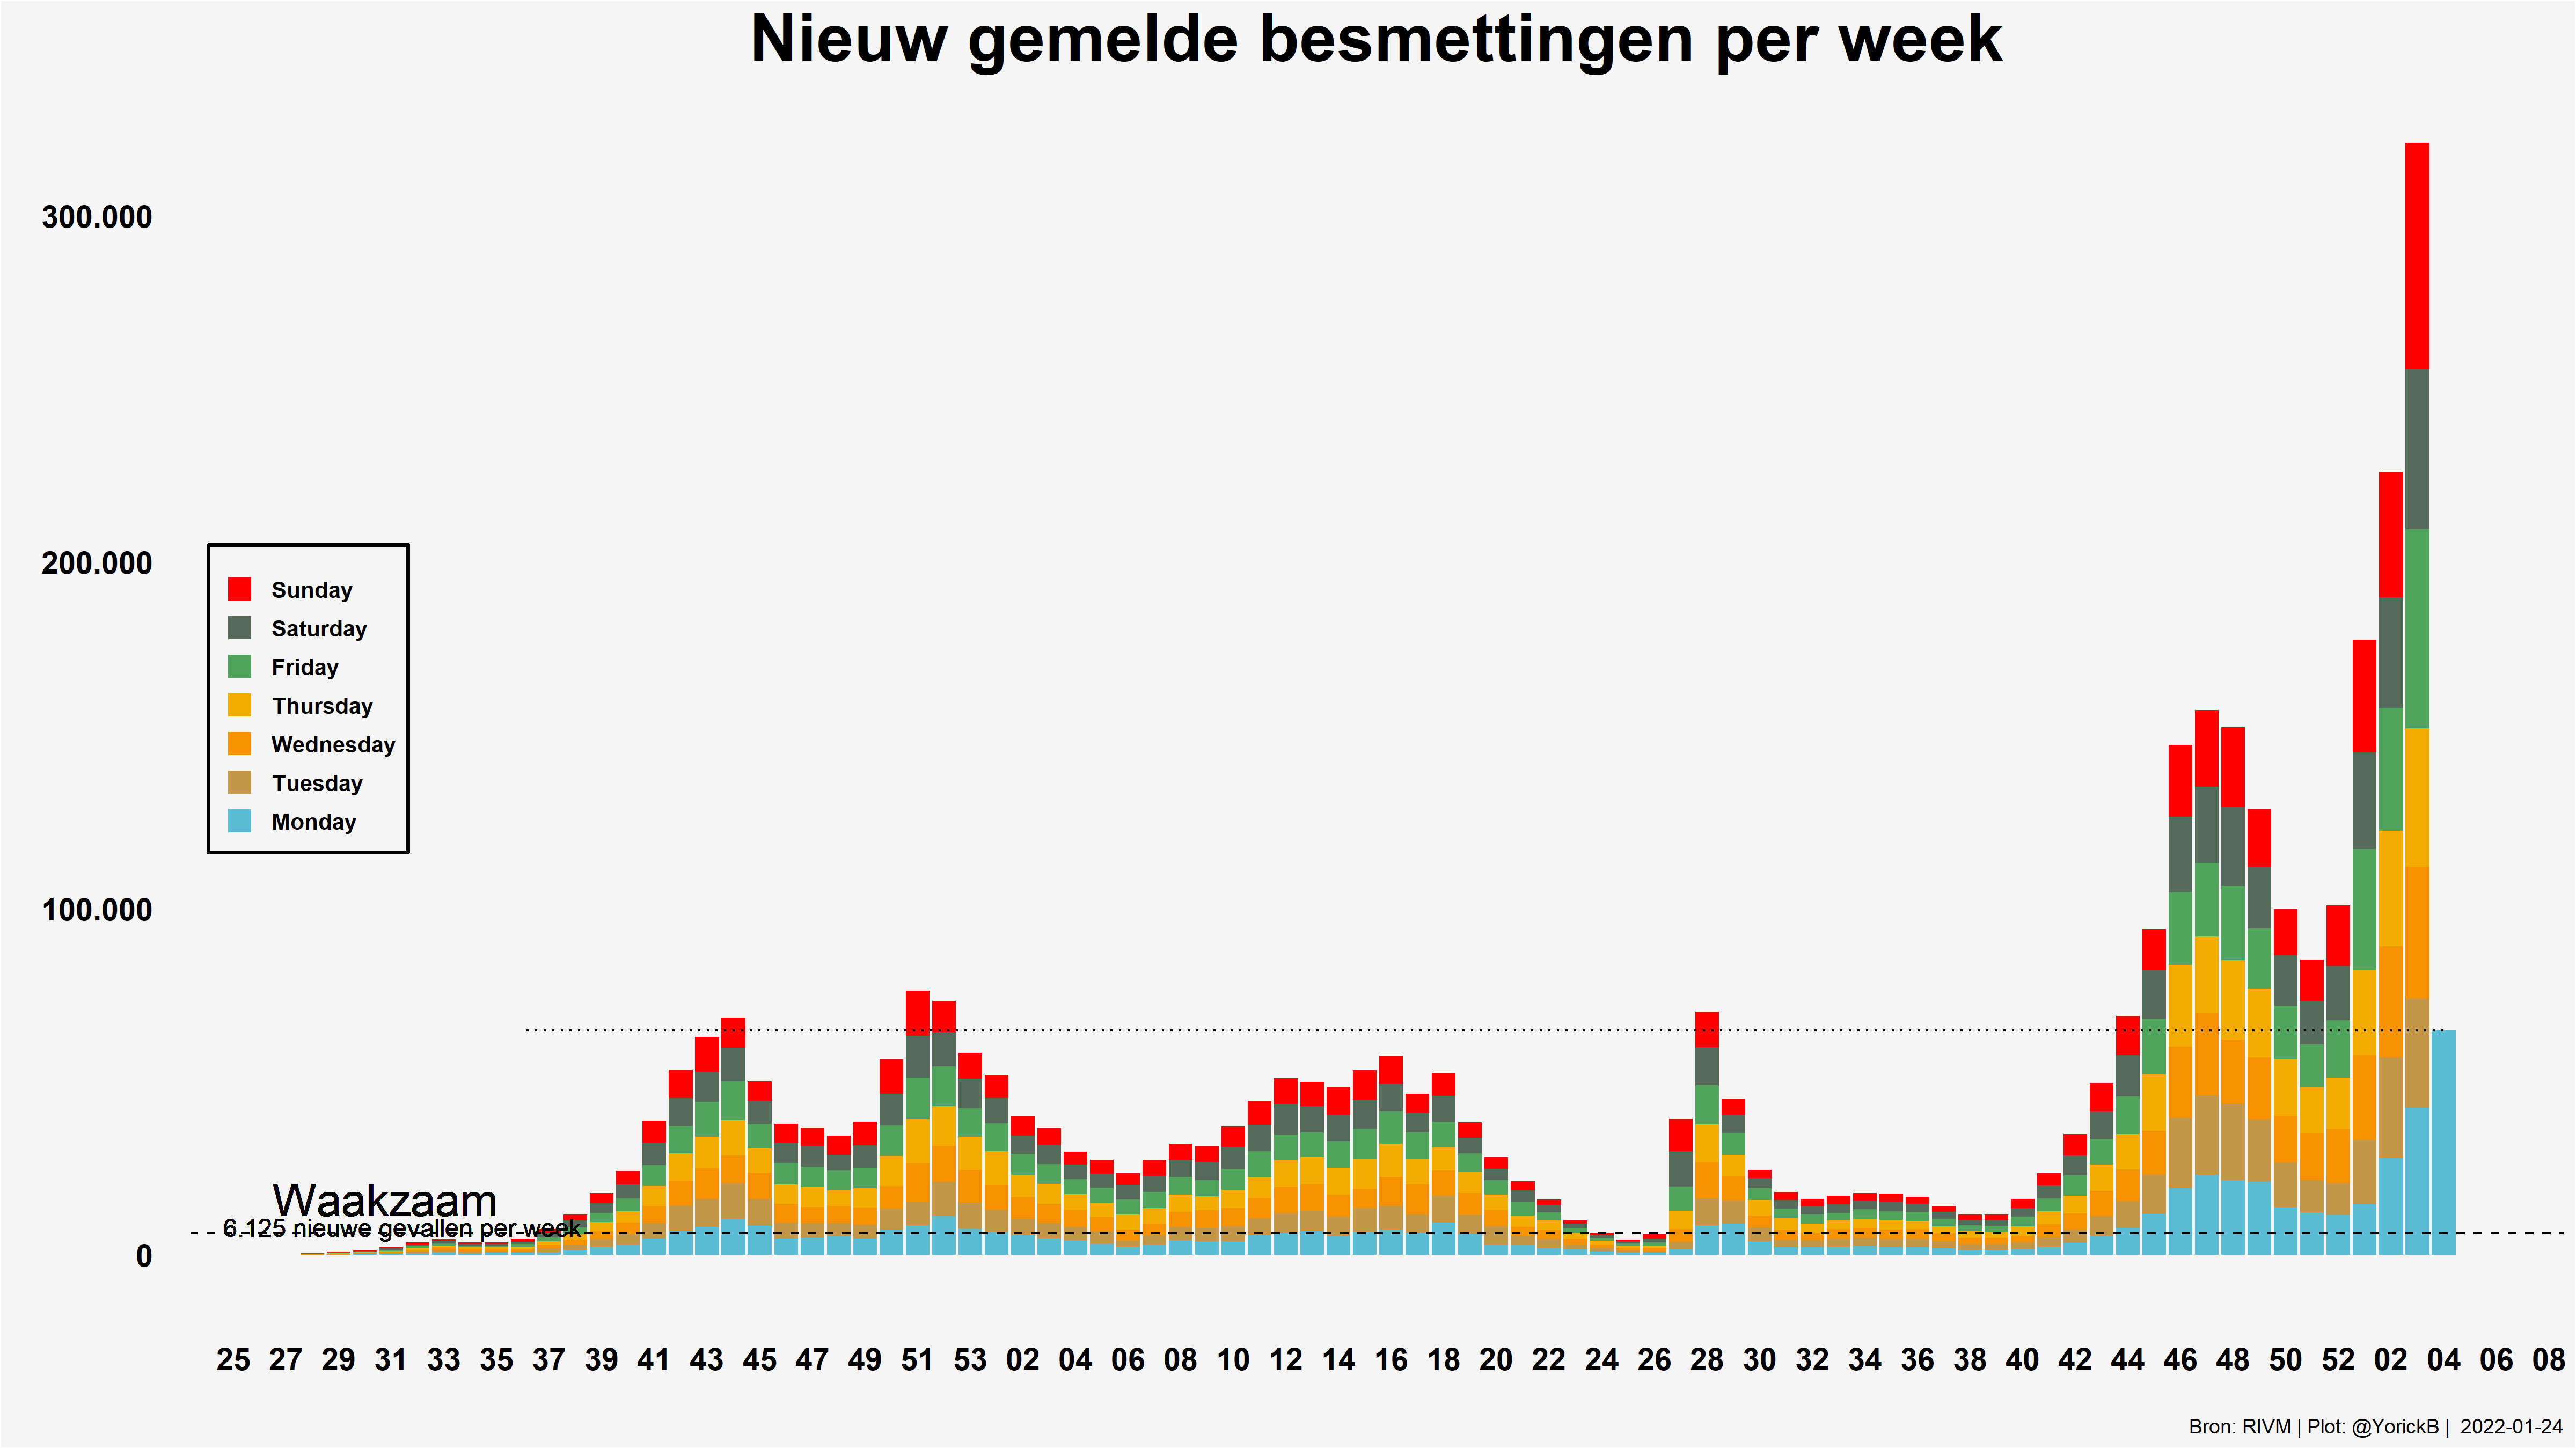 Nieuw gemelde besmettingen per week
300.000
200.000
100.000
0
Sunday
Saturday
Friday
Thursday
Wednesday
Tuesday
Monday
Waakzaam
6.125 nieuwe gevallen per week
25 27 29 31 33 35 37 39 41 43 45 47 49 51 53 02 04 06 08 10 12 14 16 18 20 22 24 26 28 30 32 34 36 38 40 42 44 46 48 50 52 02 04 06 08
Bron: RIVM | Plot: @YorickB | 2022-01-24